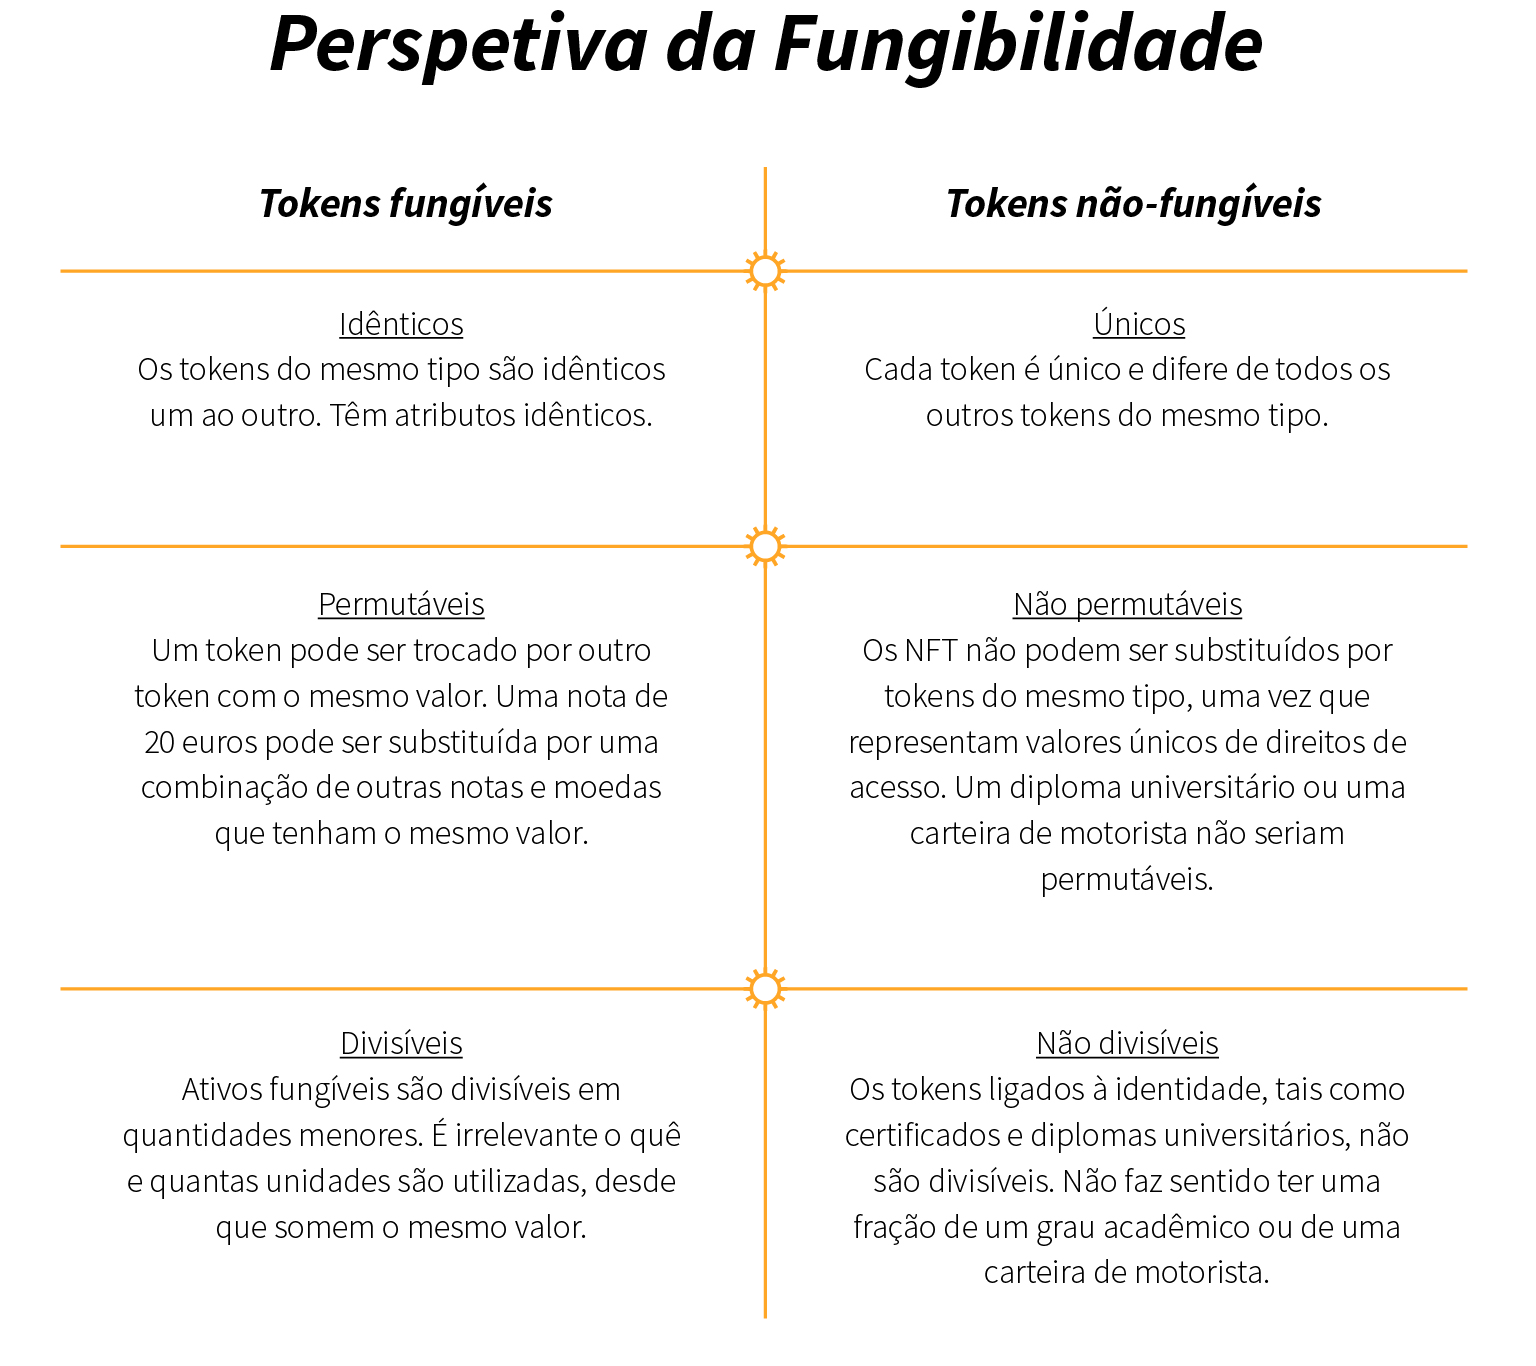 Perspetiva da Fungibilidade
Tokens fungíveis
Tokens não-fungíveis
Idênticos
Os tokens do mesmo tipo são idênticos
um ao outro. Têm atributos idênticos.
Únicos
Cada token é único e difere de todos os
outros tokens do mesmo tipo.
Permutáveis
Um token pode ser trocado por outro
token com o mesmo valor. Uma nota de
20 euros pode ser substituída por uma
combinação de outras notas e moedas
que tenham o mesmo valor.
Não permutáveis
Os NFT não podem ser substituídos por
tokens do mesmo tipo, uma vez que
representam valores únicos de direitos de
acesso. Um diploma universitário ou uma
carteira de motorista não seriam
permutáveis.
Divisíveis
Ativos fungíveis são divisíveis em
quantidades menores. É irrelevante o quê
e quantas unidades são utilizadas, desde
que somem o mesmo valor.
Não divisíveis
Os tokens ligados à identidade, tais como
certificados e diplomas universitários, não
são divisíveis. Não faz sentido ter uma
fração de um grau acadêmico ou de uma
carteira de motorista.